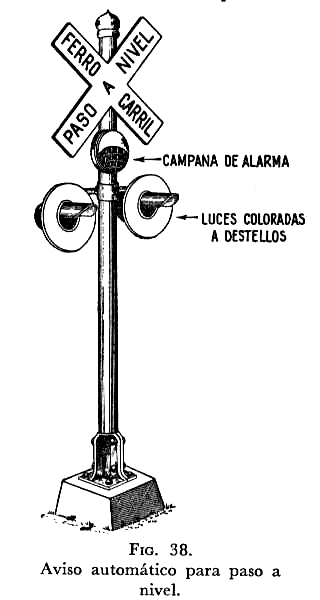 FERRO CARRIL
PASO A NIVEL
CAMPANA DE ALARMA
LUCES COLORADAS
A DESTELLOS
Fig. 38.
Aviso automático para paso a
nivel.